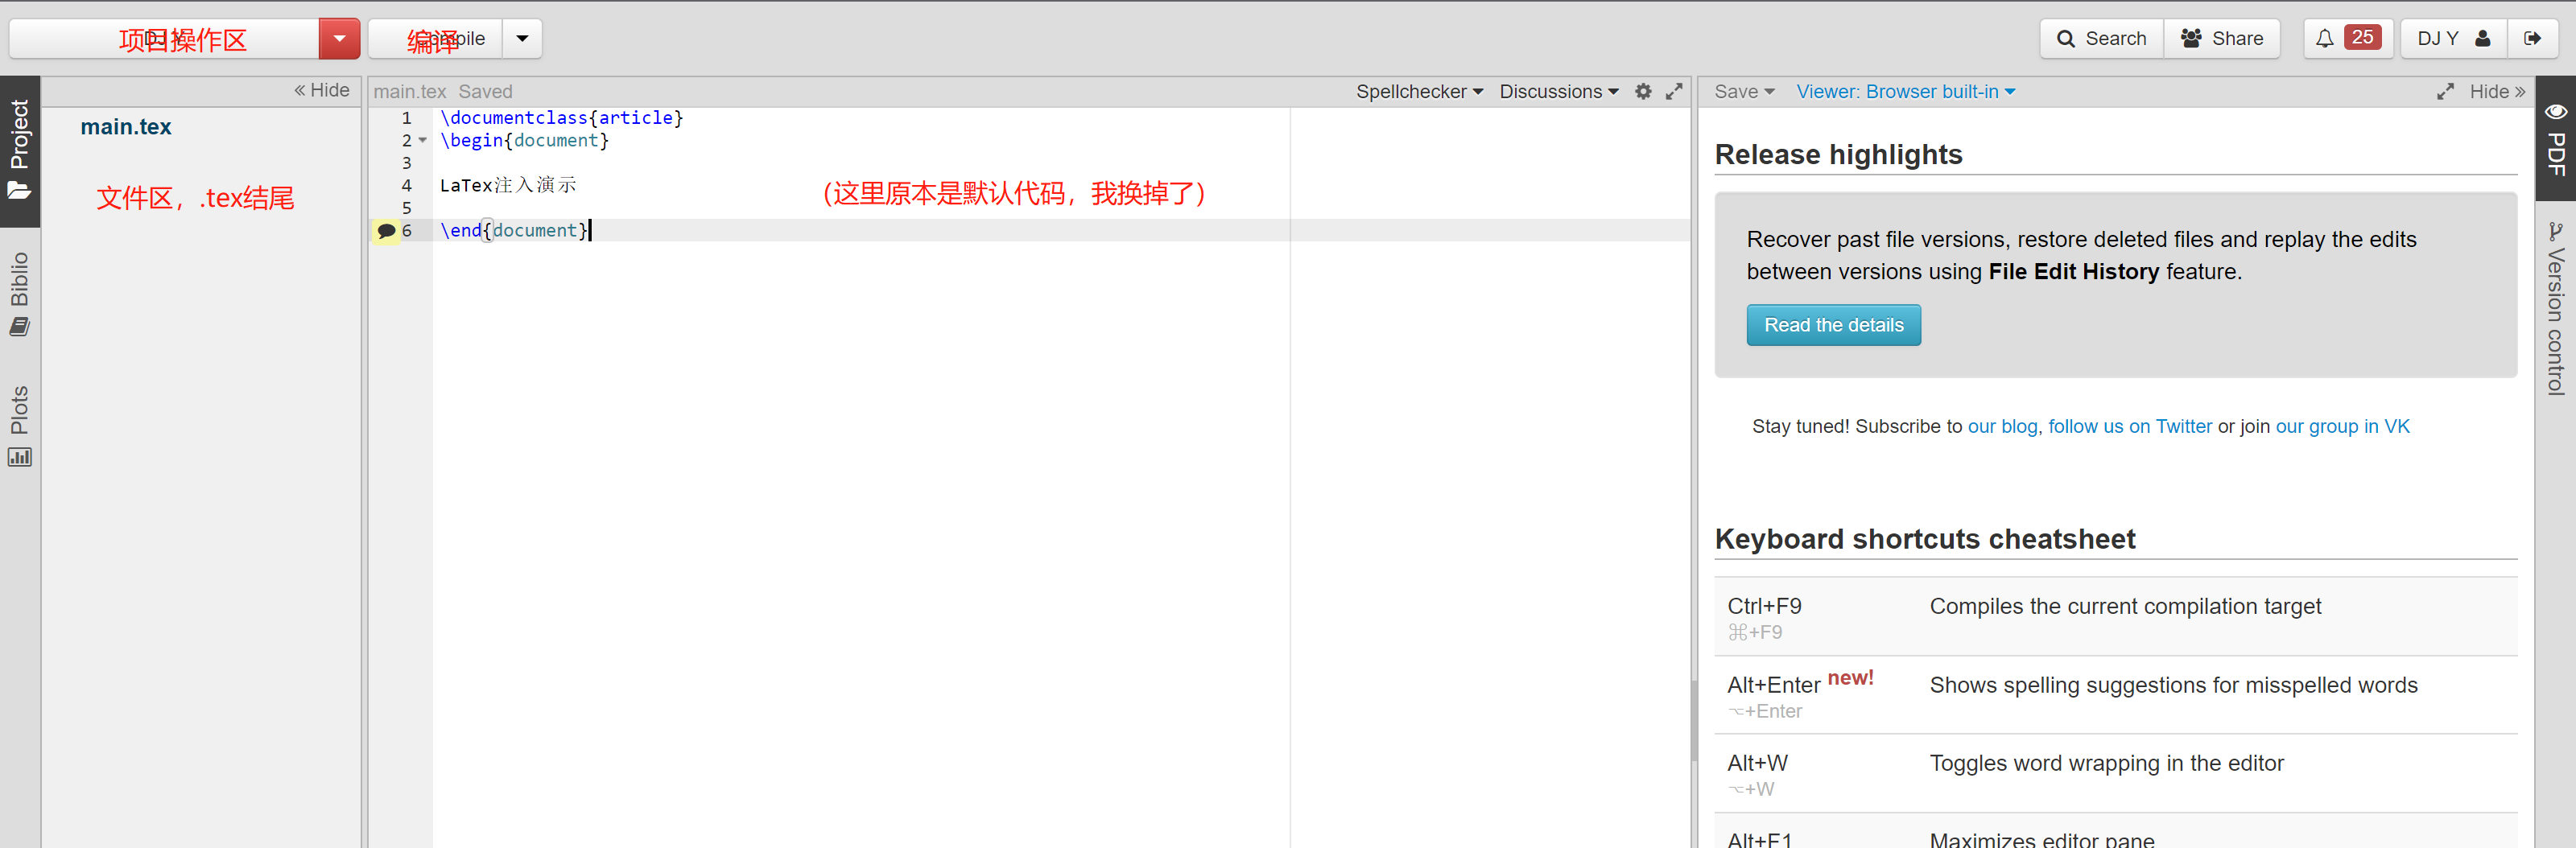 项目操作区
DJ Y
编译
Compile
Search
Share
25
DJ Y
Project
Biblio
Plots
« Hide
main.tex
文件区，.tex结尾
main.tex Saved
Spellchecker
Discussions
1 \documentclass{article}
2 \begin{document}
3
4 LaTex注入演示
（这里原本是默认代码，我换掉了）
5
6 \end{document}
Save
Viewer: Browser built-in
Hide »
Release highlights
Recover past file versions, restore deleted files and replay the edits
between versions using File Edit History feature.
Read the details
Stay tuned! Subscribe to our blog, follow us on Twitter or join our group in VK
Keyboard shortcuts cheatsheet
Ctrl+F9 Compiles the current compilation target
⌘+F9
Alt+Enter new! Shows spelling suggestions for misspelled words
⌥+Enter
Alt+W Toggles word wrapping in the editor
⌥+W
Alt+F1 Maximizes editor pane
PDF
Version control